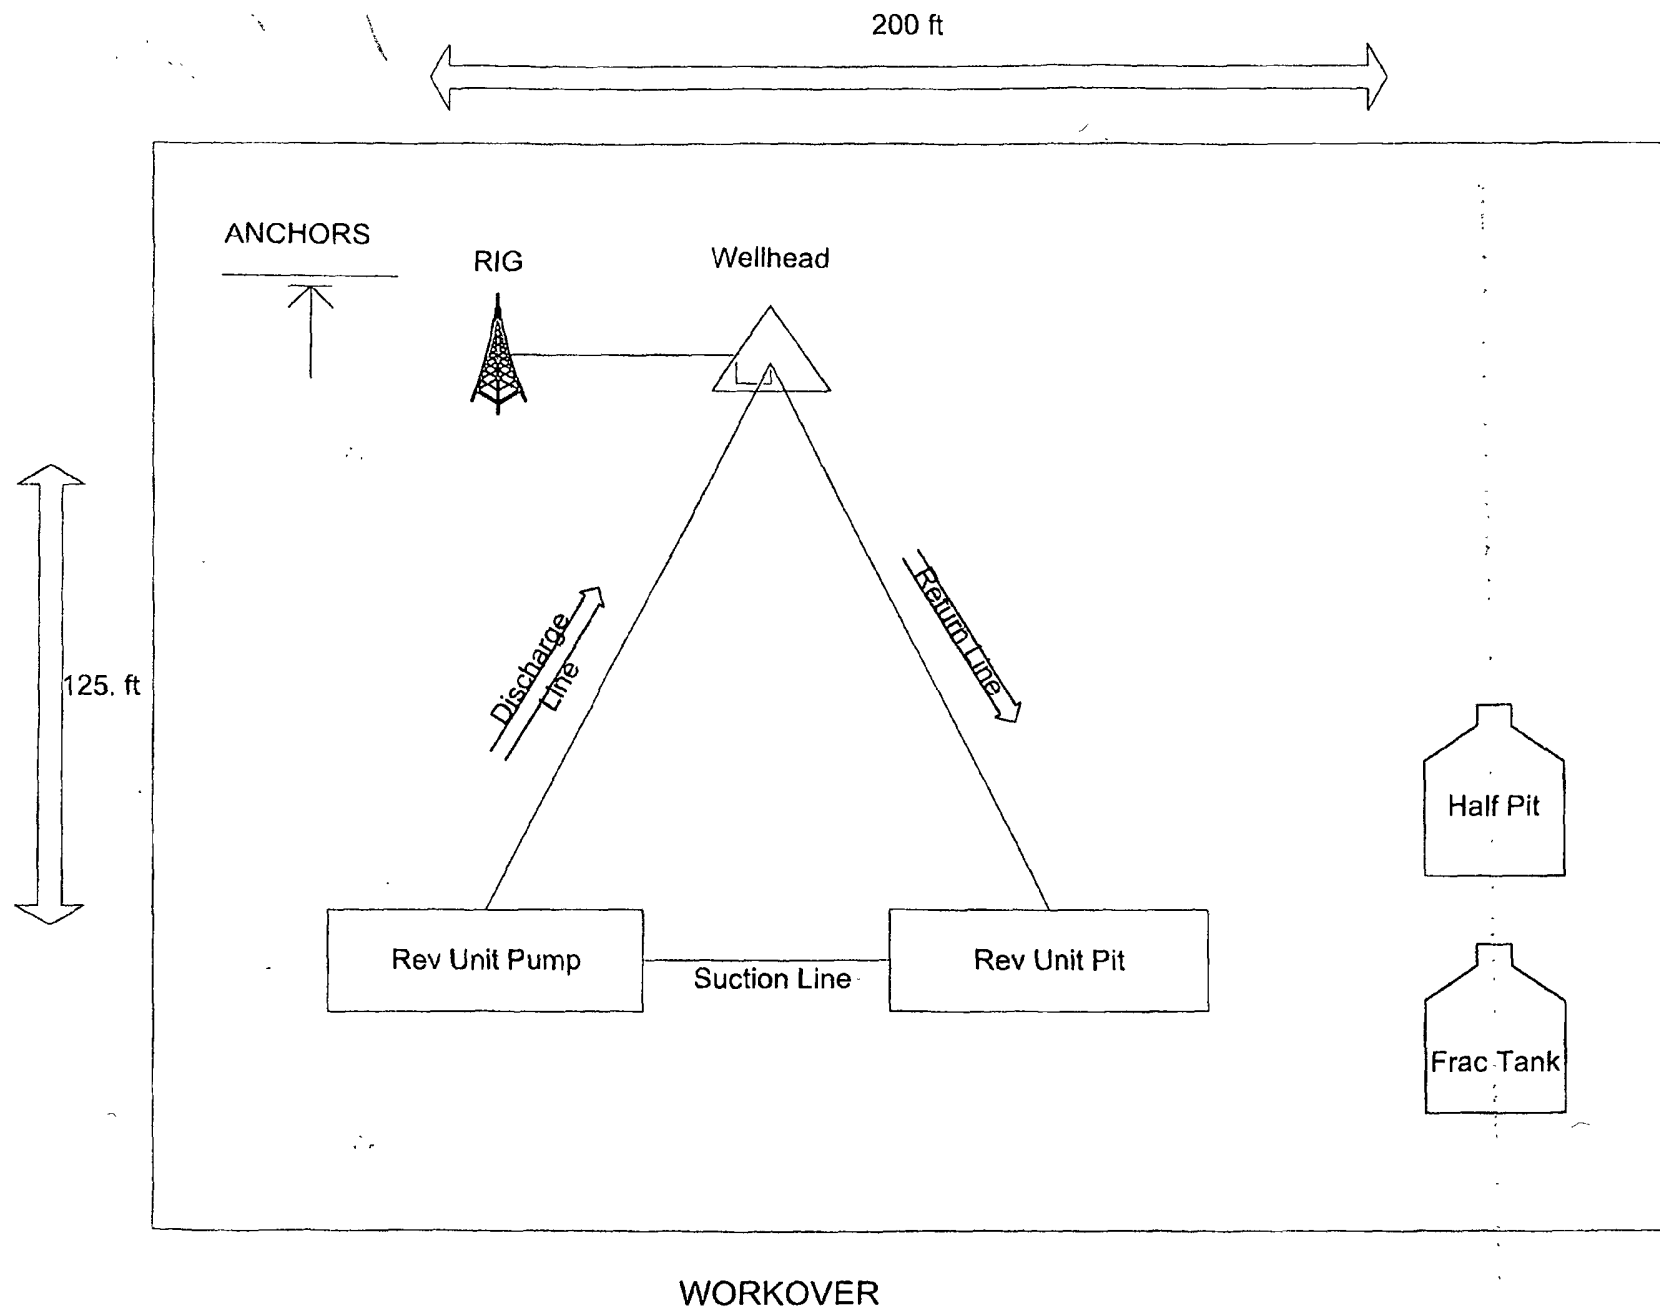 200 ft
ANCHORS
RIG
Wellhead
Discharge
Line
Return Line
125. ft
Half Pit
Rev Unit Pump
Suction Line
Rev Unit Pit
Frac Tank
WORKOVER